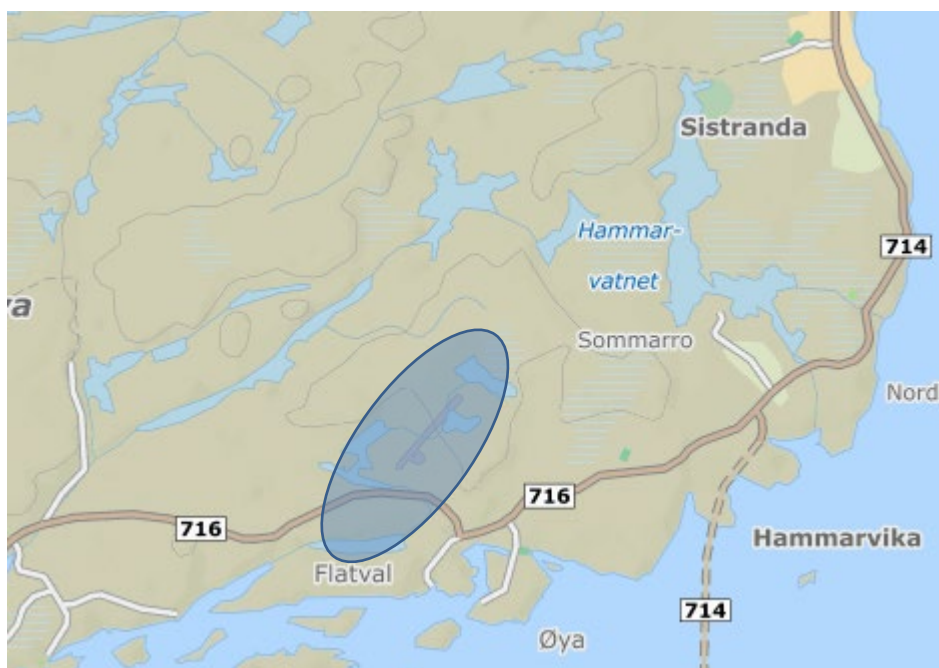 Sistranda
Hammar-
vatnet
714
ya
Sommarro
Nord
716
716
Flatval
Hammarvika
714
Øya